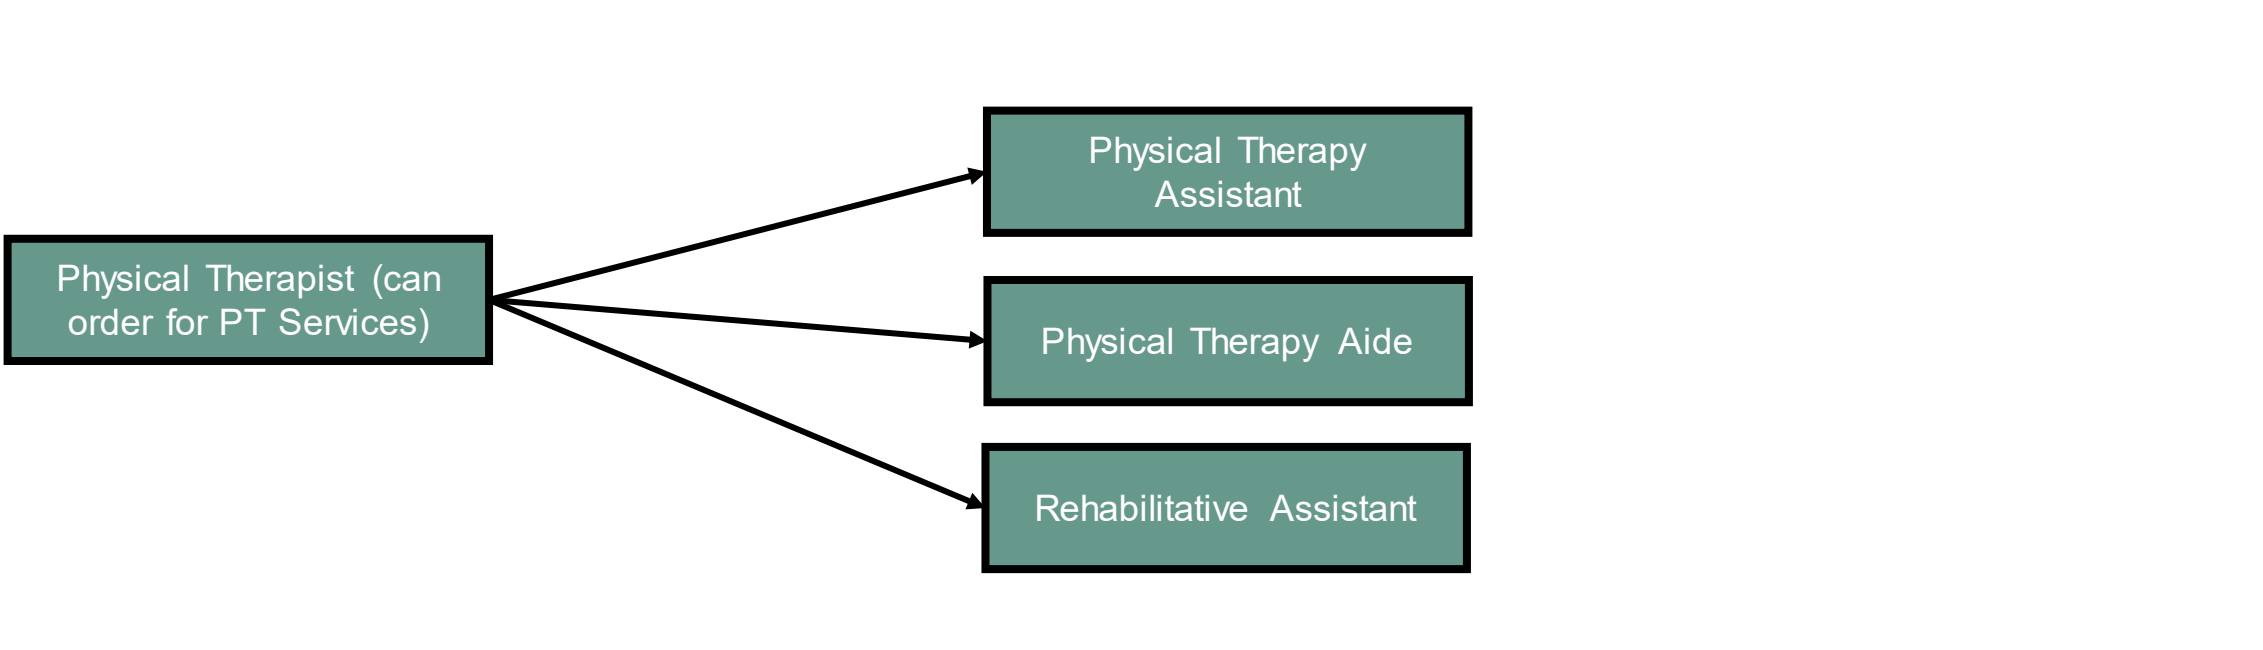 Physical Therapy
Assistant
Physical Therapist (can
order for PT Services)
Physical Therapy Aide
Rehabilitative Assistant